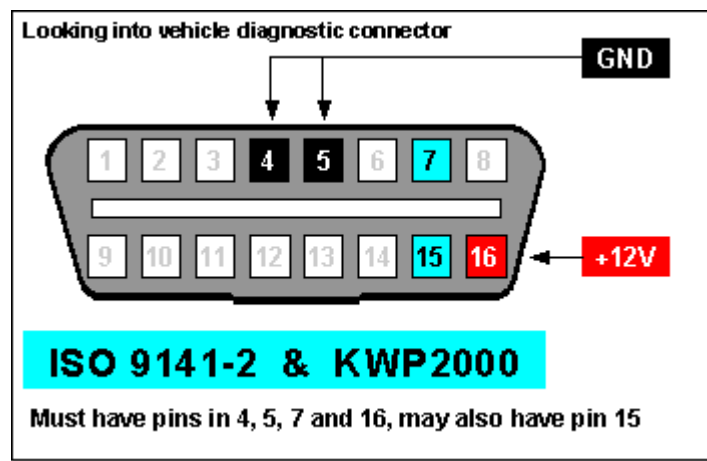 Looking into vehicle diagnostic connector
GND
1 2 3 4 5 6 7 8
9 10 11 12 13 14 15 16
+12V
ISO 9141-2 & KWP2000
Must have pins in 4, 5, 7 and 16, may also have pin 15